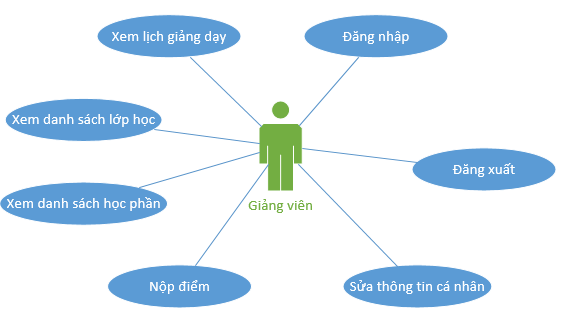 Xem lịch giảng dạy
Đăng nhập
Xem danh sách lớp học
Đăng xuất
Xem danh sách học phần
Giảng viên
Nộp điểm
Sửa thông tin cá nhân